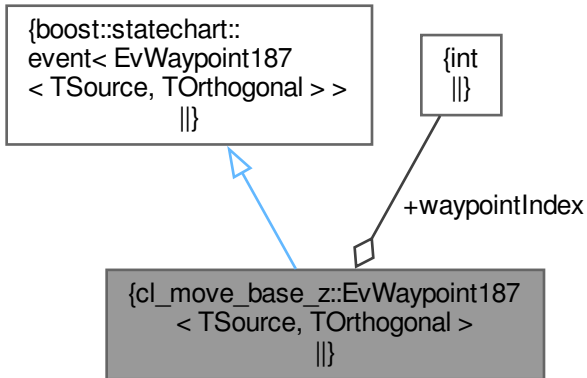 {boost::statechart::
event< EvWaypoint187
< TSource, TOrthogonal > >
||}
{int
||}
+waypointIndex
{cl_move_base_z::EvWaypoint187
< TSource, TOrthogonal >
||}